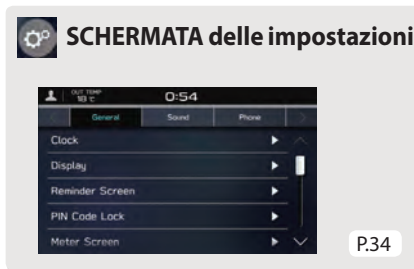 SCHERMATA delle impostazioni
OUT TEMP
18 °C
0:54
General Sound Phone
Clock
Display
Reminder Screen
PIN Code Lock
Meter Screen
P.34